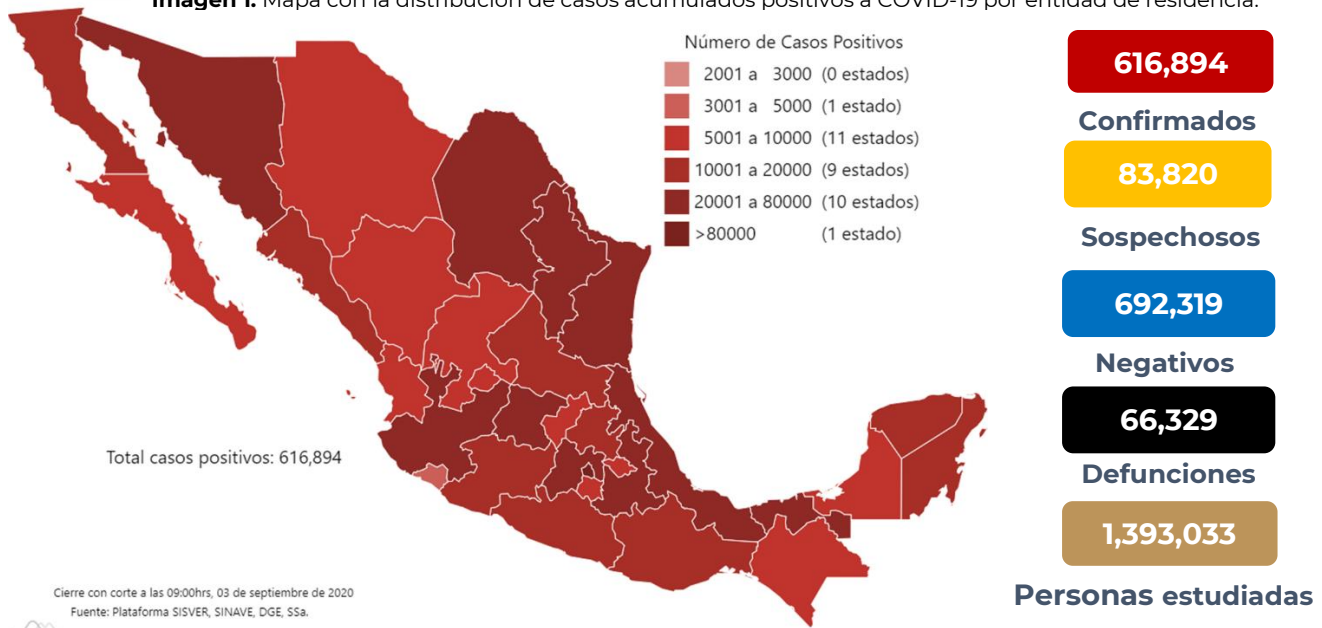 Imagen 1. Mapa con la distribución de casos acumulados positivos a COVID-19 por entidad de residencia.
Número de Casos Positivos
2001 a 3000 (0 estados)
3001 a 5000 (1 estado)
5001 a 10000 (11 estados)
10001 a 20000 (9 estados)
20001 a 80000 (10 estados)
>80000 (1 estado)
616,894
Confirmados
83,820
Sospechosos
692,319
Negativos
66,329
Defunciones
1,393,033
Personas estudiadas
Total casos positivos: 616,894
Cierre con corte a las 09:00hrs, 03 de septiembre de 2020
Fuente: Plataforma SISVER, SINAVE, DGE, SSa.